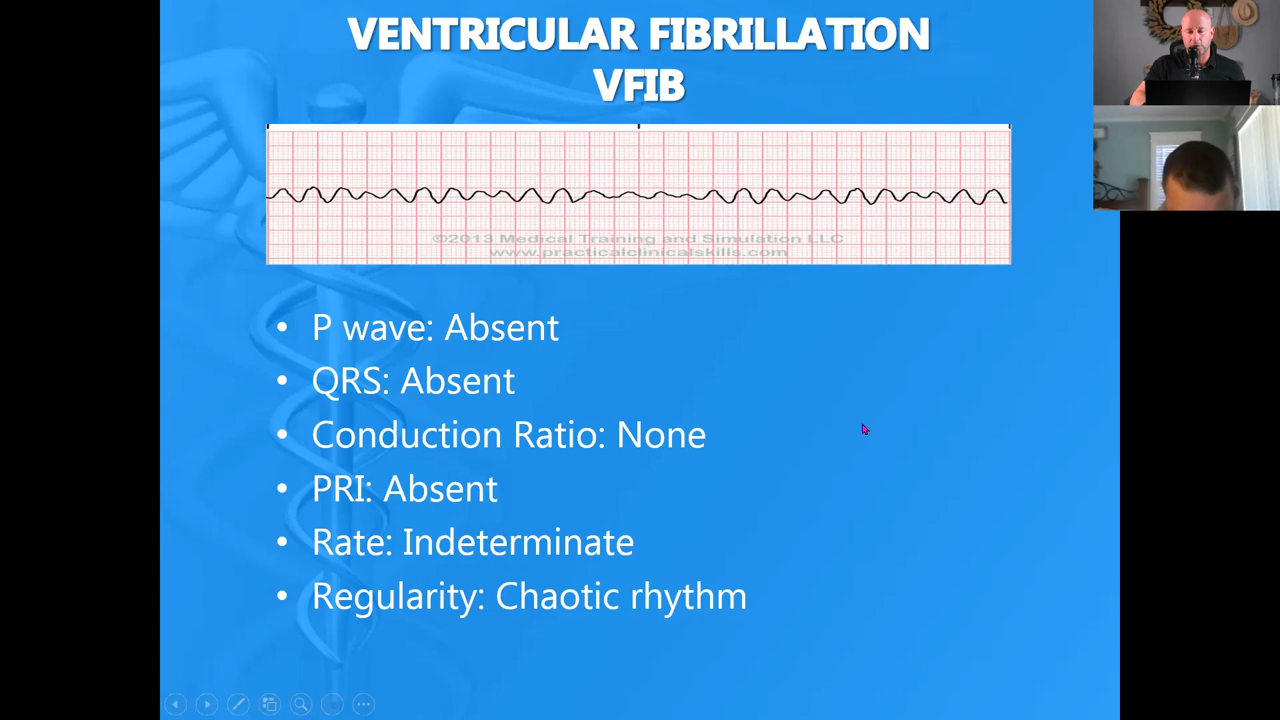 VENTRICULAR FIBRILLATION
VFIB
©2013 Medical Training and Simulation LLC
www.practicalclinicalskills.com
• P wave: Absent
• QRS: Absent
• Conduction Ratio: None
• PRI: Absent
• Rate: Indeterminate
• Regularity: Chaotic rhythm